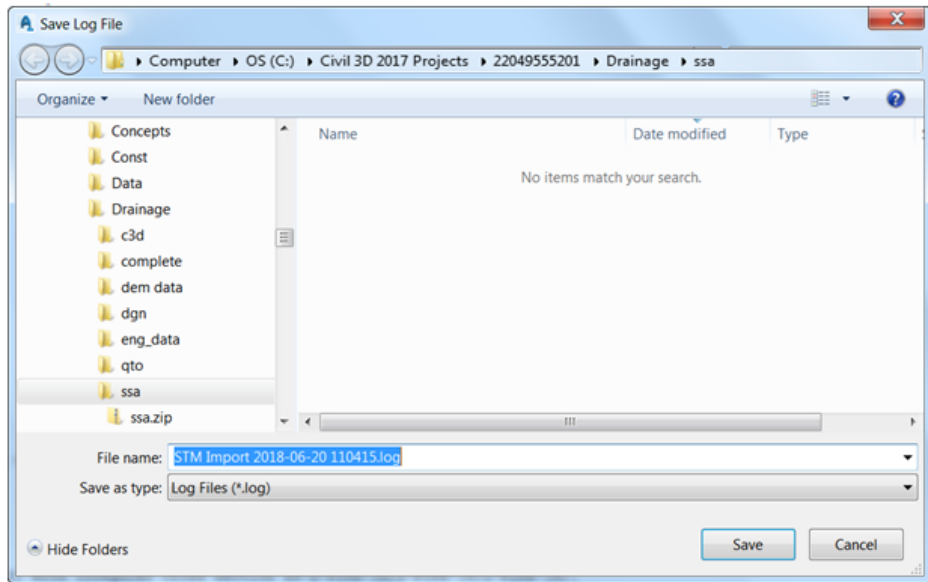 Save Log File
Computer OS (C:) Civil 3D 2017 Projects 22049555201 Drainage ssa
Organize New folder
Name Date modified Type
No items match your search.
Concepts
Const
Data
Drainage
c3d
complete
dem data
dgn
eng_data
qto
ssa
ssa.zip
File name: STM Import 2018-06-20 110415.log
Save as type: Log Files (*.log)
Hide Folders Save Cancel